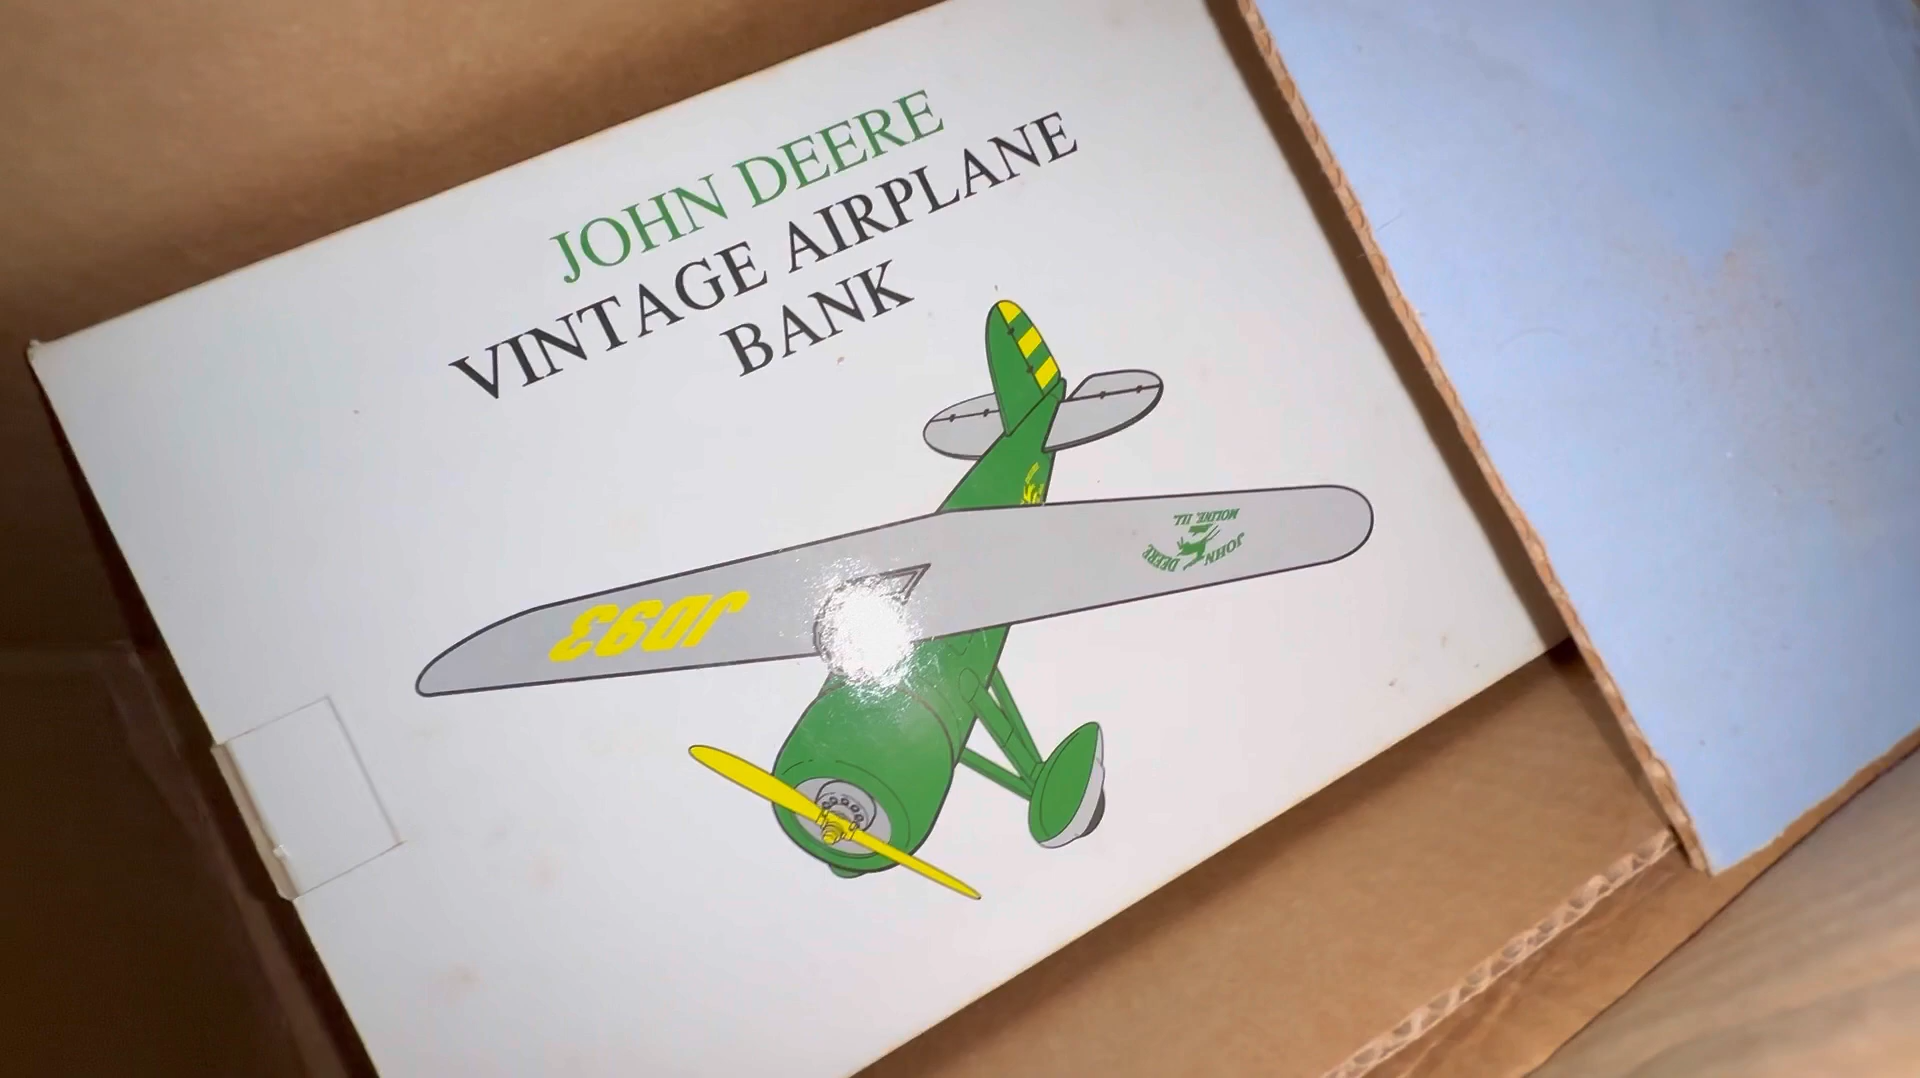 JOHN DEERE
VINTAGE AIRPLANE
BANK
JOHN DEERE
MOLINE, ILL.
JD93